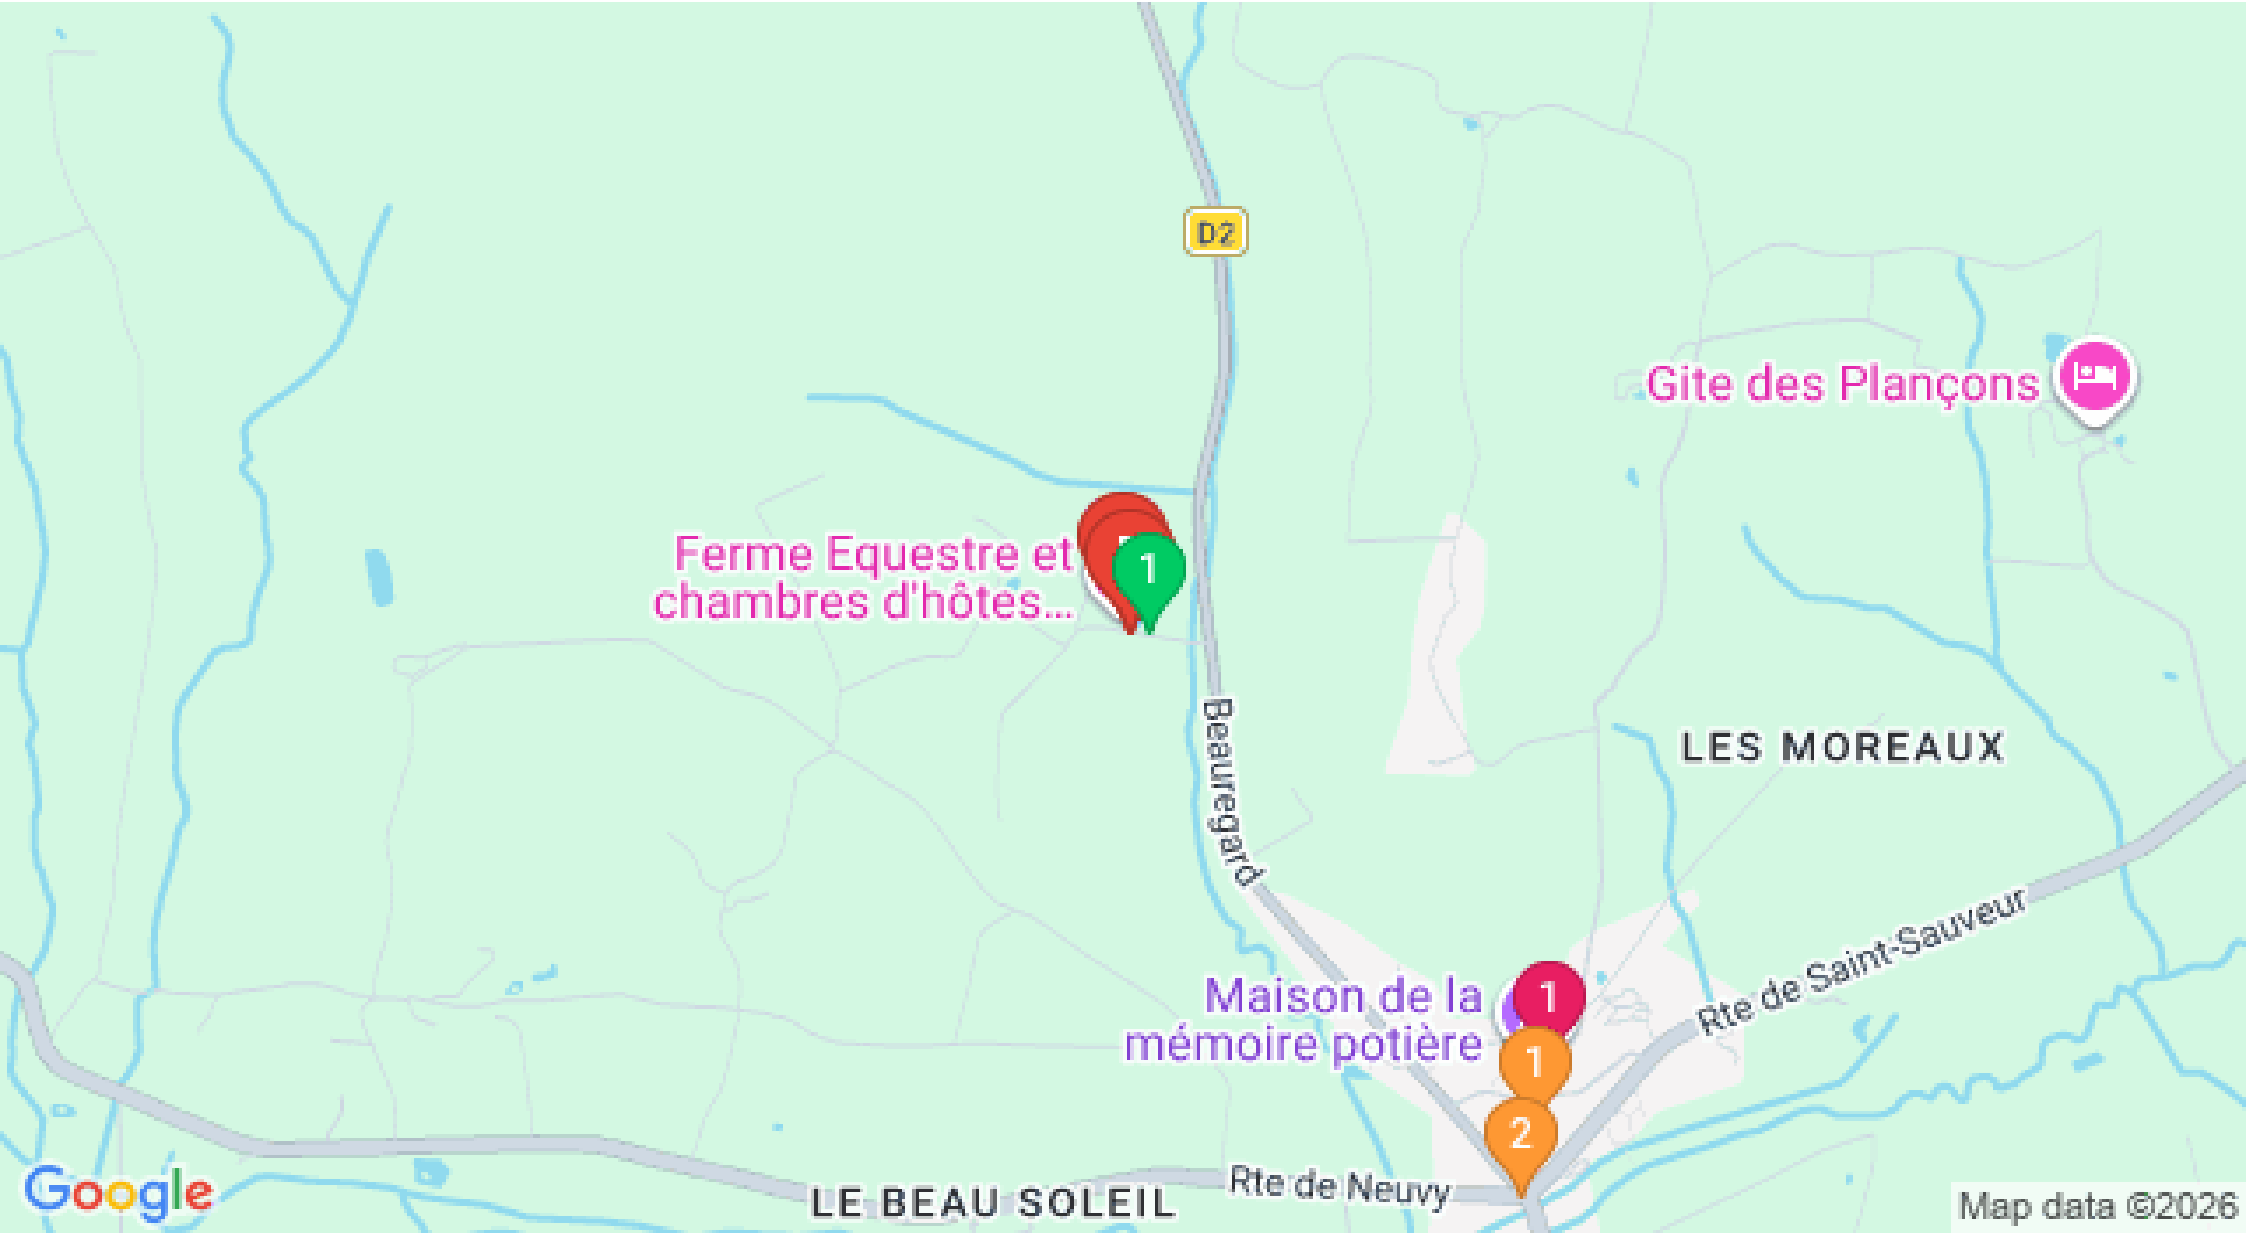 D2
Gite des Plançons
Ferme Equestre et
chambres d'hôtes...
1
Beauregard
LES MOREAUX
Rte de Saint-Sauveur
Maison de la
mémoire potière
1
1
2
Rte de Neuvy
LE BEAU SOLEIL
Google
Map data ©2026